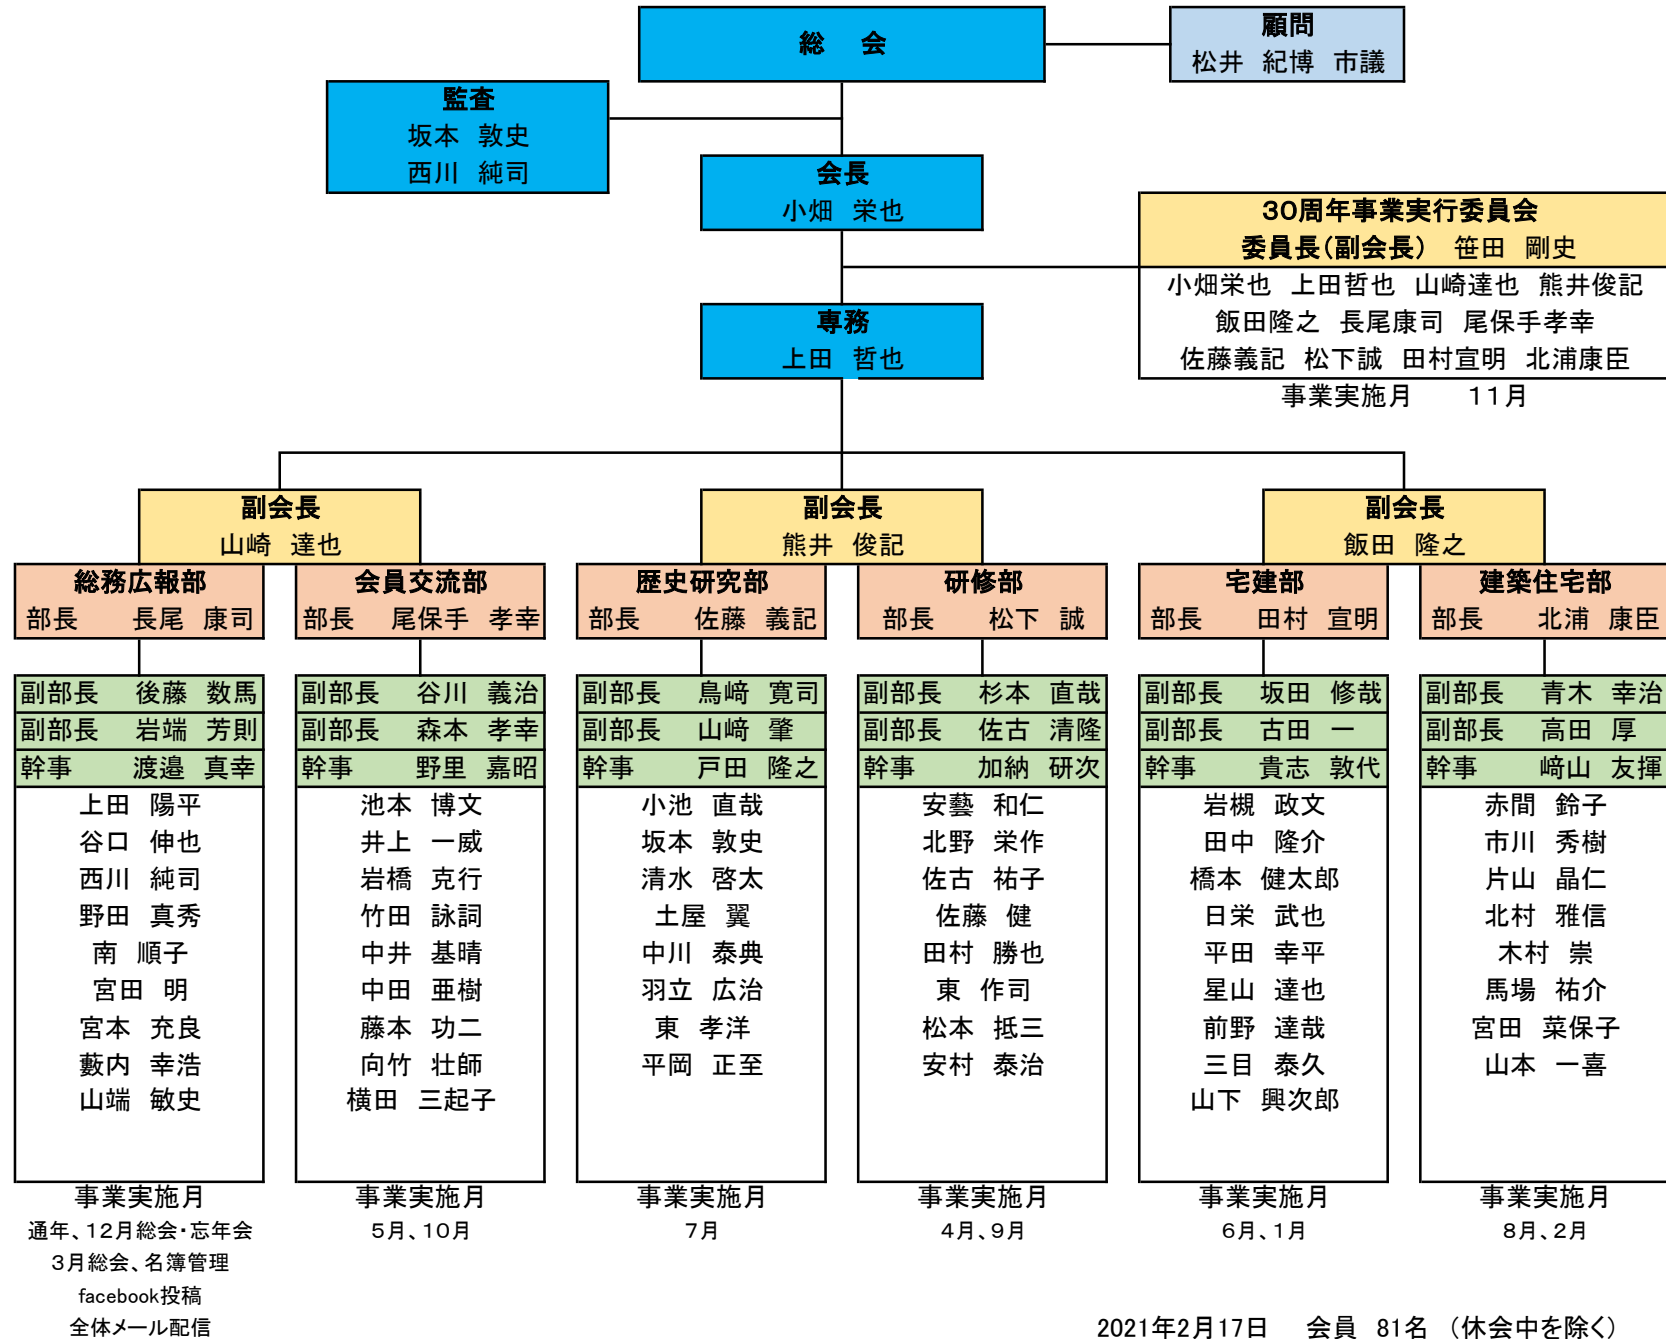 総　会
顧問
松井　紀博　市議
監査
坂本　敦史
西川　純司
会長
小畑　栄也
30周年事業実行委員会
委員長(副会長)　笹田　剛史
小畑栄也　上田哲也　山崎達也　熊井俊記
飯田隆之　長尾康司　尾保手孝幸
佐藤義記　松下誠　田村宣明　北浦康臣
事業実施月　　11月
専務
上田　哲也
副会長
山崎　達也
副会長
熊井　俊記
副会長
飯田　隆之
総務広報部
部長　長尾　康司
副部長　後藤　数馬
副部長　岩端　芳則
幹事　渡邉　真幸
上田　陽平
谷口　伸也
西川　純司
野田　真秀
南　順子
宮田　明
宮本　充良
藪内　幸浩
山端　敏史
事業実施月
通年、12月総会・忘年会
3月総会、名簿管理
facebook投稿
全体メール配信
会員交流部
部長　尾保手　孝幸
副部長　谷川　義治
副部長　森本　孝幸
幹事　野里　嘉昭
池本　博文
井上　一威
岩橋　克行
竹田　詠詞
中井　基晴
中田　亜樹
藤本　功二
向竹　壮師
横田　三起子
事業実施月
5月、10月
歴史研究部
部長　佐藤　義記
副部長　鳥﨑　寛司
副部長　山﨑　肇
幹事　戸田　隆之
小池　直哉
坂本　敦史
清水　啓太
土屋　翼
中川　泰典
羽立　広治
東　孝洋
平岡　正至
事業実施月
7月
研修部
部長　松下　誠
副部長　杉本　直哉
副部長　佐古　清隆
幹事　加納　研次
安藝　和仁
北野　栄作
佐古　祐子
佐藤　健
田村　勝也
東　作司
松本　抵三
安村　泰治
事業実施月
4月、9月
宅建部
部長　田村　宣明
副部長　坂田　修哉
副部長　古田　一
幹事　貴志　敦代
岩槻　政文
田中　隆介
橋本　健太郎
日栄　武也
平田　幸平
星山　達也
前野　達哉
三目　泰久
山下　興次郎
事業実施月
6月、1月
建築住宅部
部長　北浦　康臣
副部長　青木　幸治
副部長　高田　厚
幹事　﨑山　友揮
赤間　鈴子
市川　秀樹
片山　晶仁
北村　雅信
木村　崇
馬場　祐介
宮田　菜保子
山本　一喜
事業実施月
8月、2月
2021年2月17日　会員　81名　（休会中を除く）